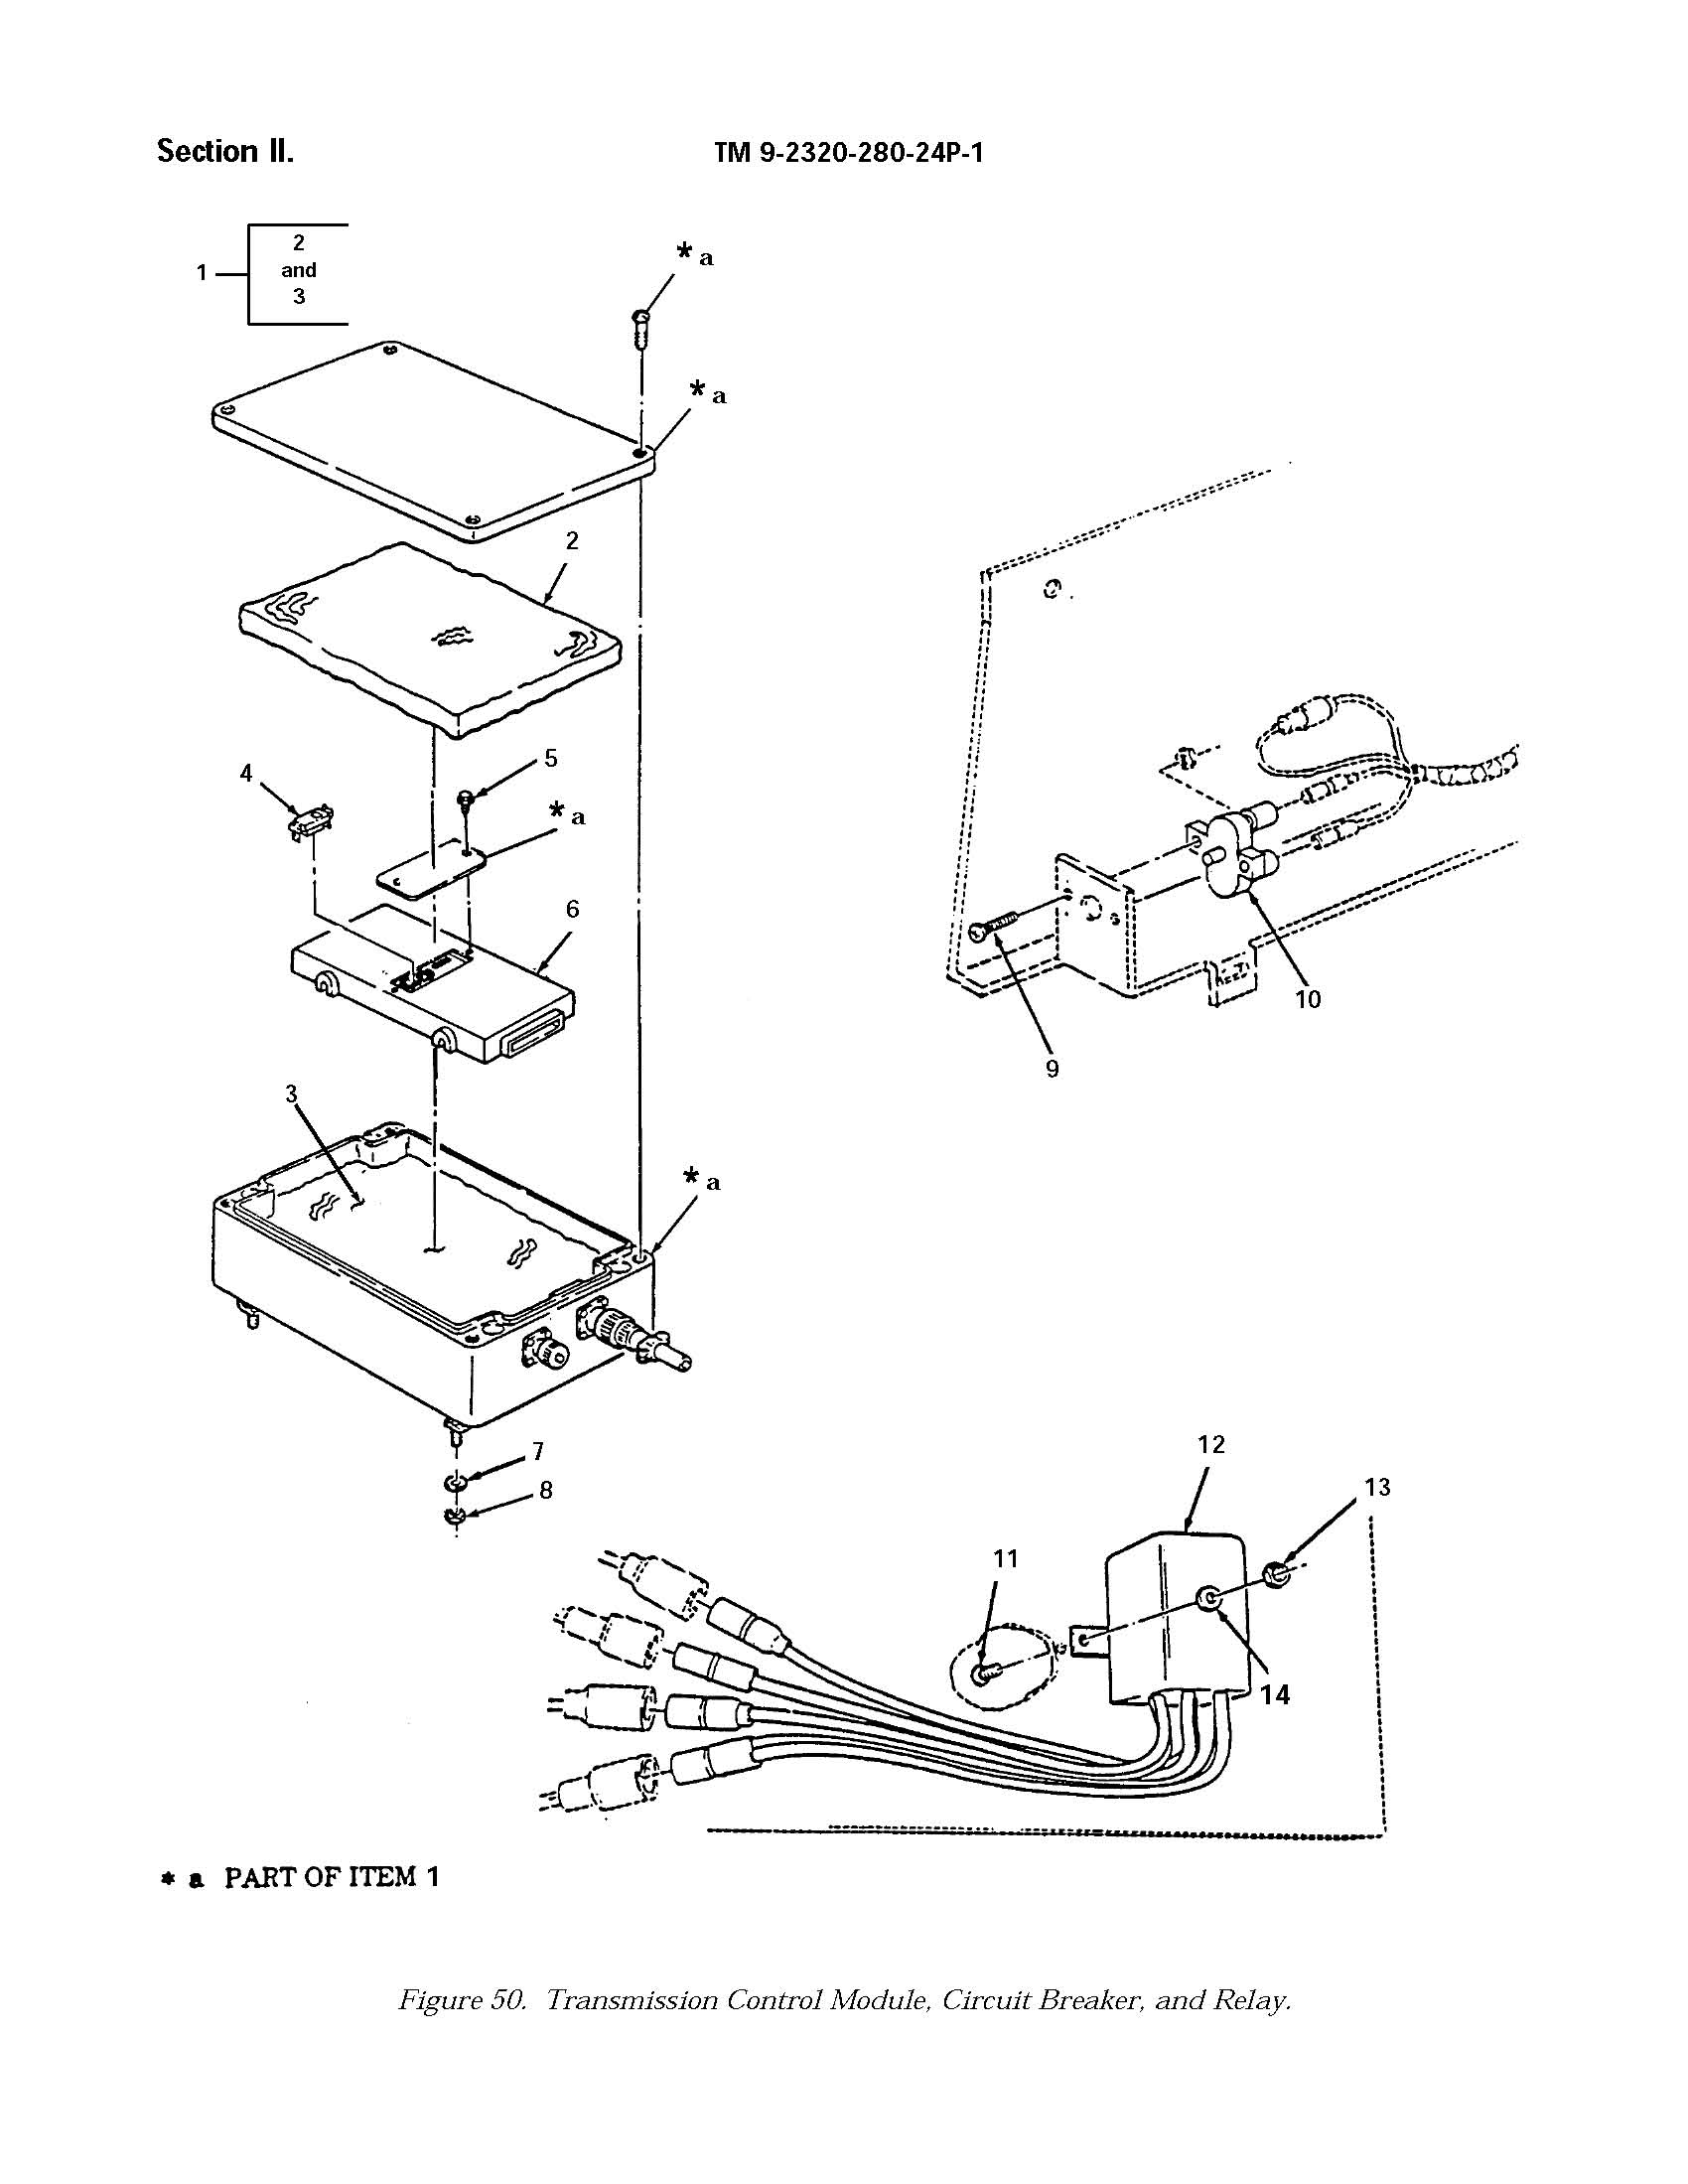 Section II.
TM 9-2320-280-24P-1
1
2
and
3
* a
* a
2
4
5
* a
6
3
* a
7
8
9
10
11
12
13
14
* a PART OF ITEM 1
Figure 50. Transmission Control Module, Circuit Breaker, and Relay.